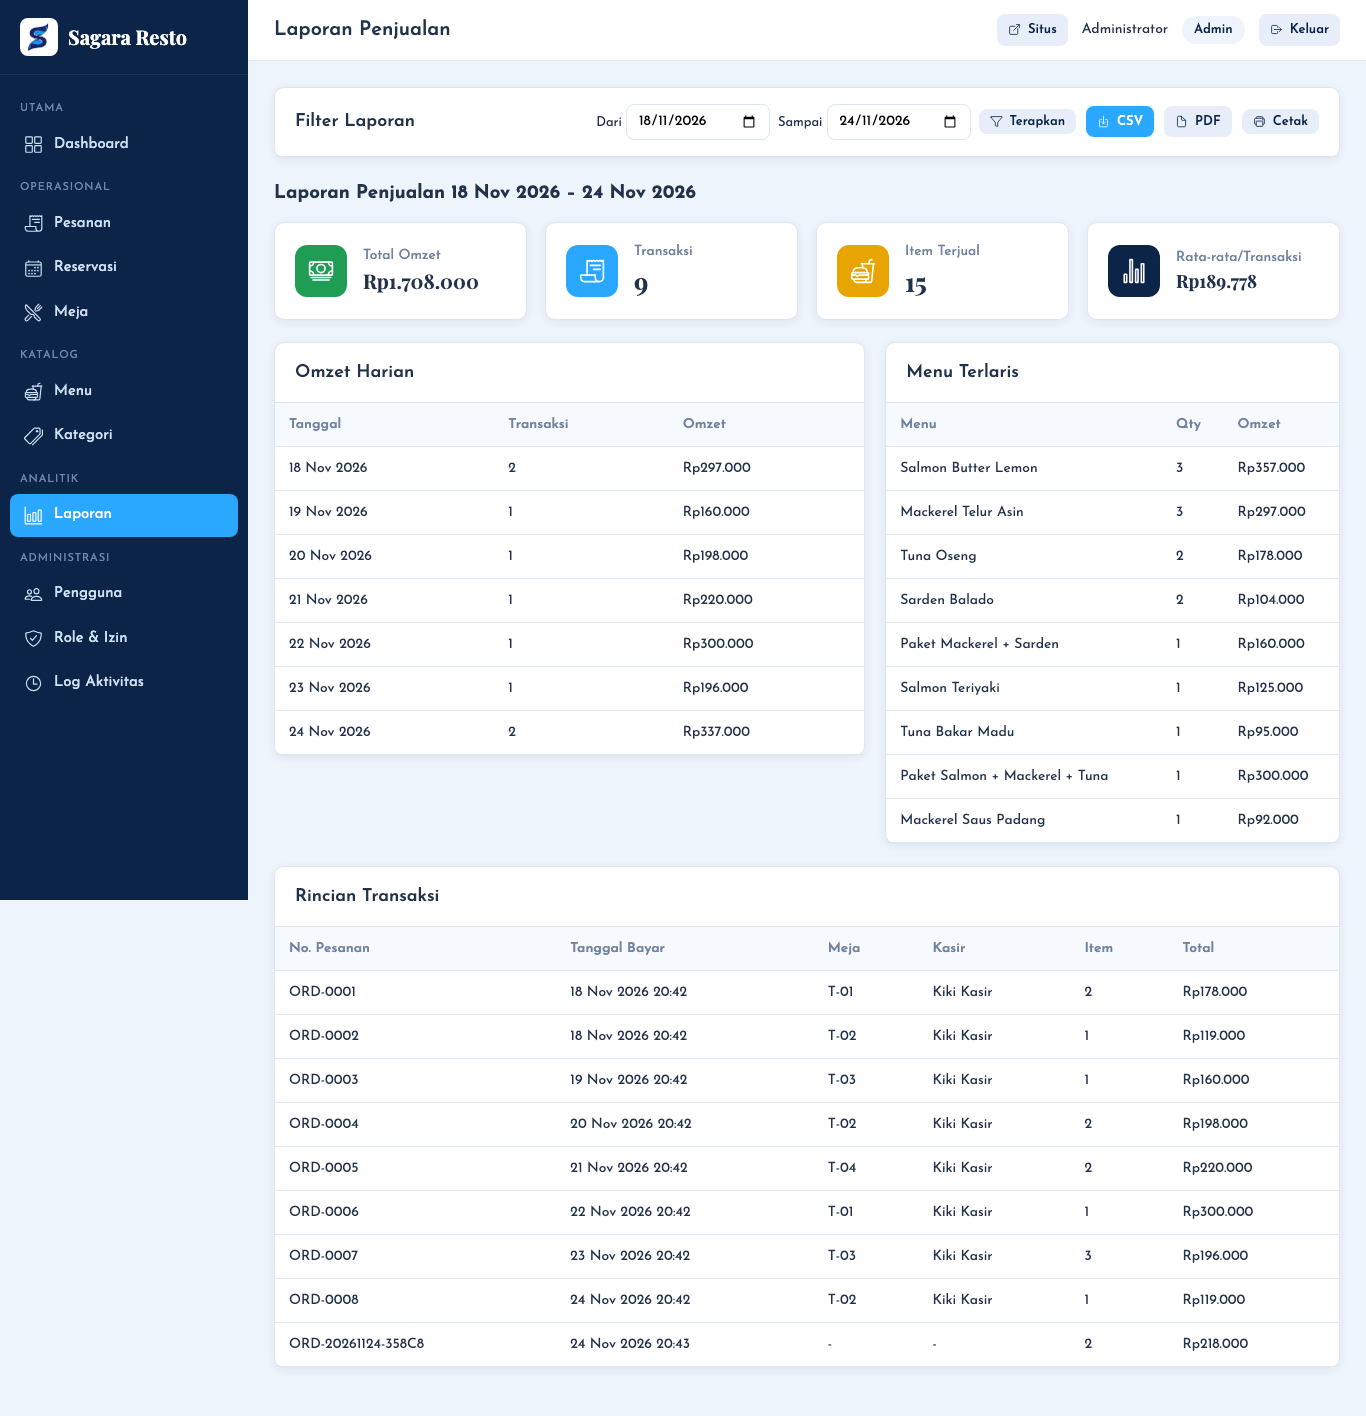 Sagara Resto
UTAMA
Dashboard
OPERASIONAL
Pesanan
Reservasi
Meja
KATALOG
Menu
Kategori
ANALITIK
Laporan
ADMINISTRASI
Pengguna
Role & Izin
Log Aktivitas
Laporan Penjualan
Situs Administrator Admin Keluar
Filter Laporan Dari 18/11/2026 Sampai 24/11/2026 Terapkan CSV PDF Cetak
Laporan Penjualan 18 Nov 2026 – 24 Nov 2026
Total Omzet
Rp1.708.000
Transaksi
9
Item Terjual
15
Rata-rata/Transaksi
Rp189.778
Omzet Harian
Tanggal Transaksi Omzet
18 Nov 2026 2 Rp297.000
19 Nov 2026 1 Rp160.000
20 Nov 2026 1 Rp198.000
21 Nov 2026 1 Rp220.000
22 Nov 2026 1 Rp300.000
23 Nov 2026 1 Rp196.000
24 Nov 2026 2 Rp337.000
Menu Terlaris
Menu Qty Omzet
Salmon Butter Lemon 3 Rp357.000
Mackerel Telur Asin 3 Rp297.000
Tuna Oseng 2 Rp178.000
Sarden Balado 2 Rp104.000
Paket Mackerel + Sarden 1 Rp160.000
Salmon Teriyaki 1 Rp125.000
Tuna Bakar Madu 1 Rp95.000
Paket Salmon + Mackerel + Tuna 1 Rp300.000
Mackerel Saus Padang 1 Rp92.000
Rincian Transaksi
No. Pesanan Tanggal Bayar Meja Kasir Item Total
ORD-0001 18 Nov 2026 20:42 T-01 Kiki Kasir 2 Rp178.000
ORD-0002 18 Nov 2026 20:42 T-02 Kiki Kasir 1 Rp119.000
ORD-0003 19 Nov 2026 20:42 T-03 Kiki Kasir 1 Rp160.000
ORD-0004 20 Nov 2026 20:42 T-02 Kiki Kasir 2 Rp198.000
ORD-0005 21 Nov 2026 20:42 T-04 Kiki Kasir 2 Rp220.000
ORD-0006 22 Nov 2026 20:42 T-01 Kiki Kasir 1 Rp300.000
ORD-0007 23 Nov 2026 20:42 T-03 Kiki Kasir 3 Rp196.000
ORD-0008 24 Nov 2026 20:42 T-02 Kiki Kasir 1 Rp119.000
ORD-20261124-358C8 24 Nov 2026 20:43 - - 2 Rp218.000